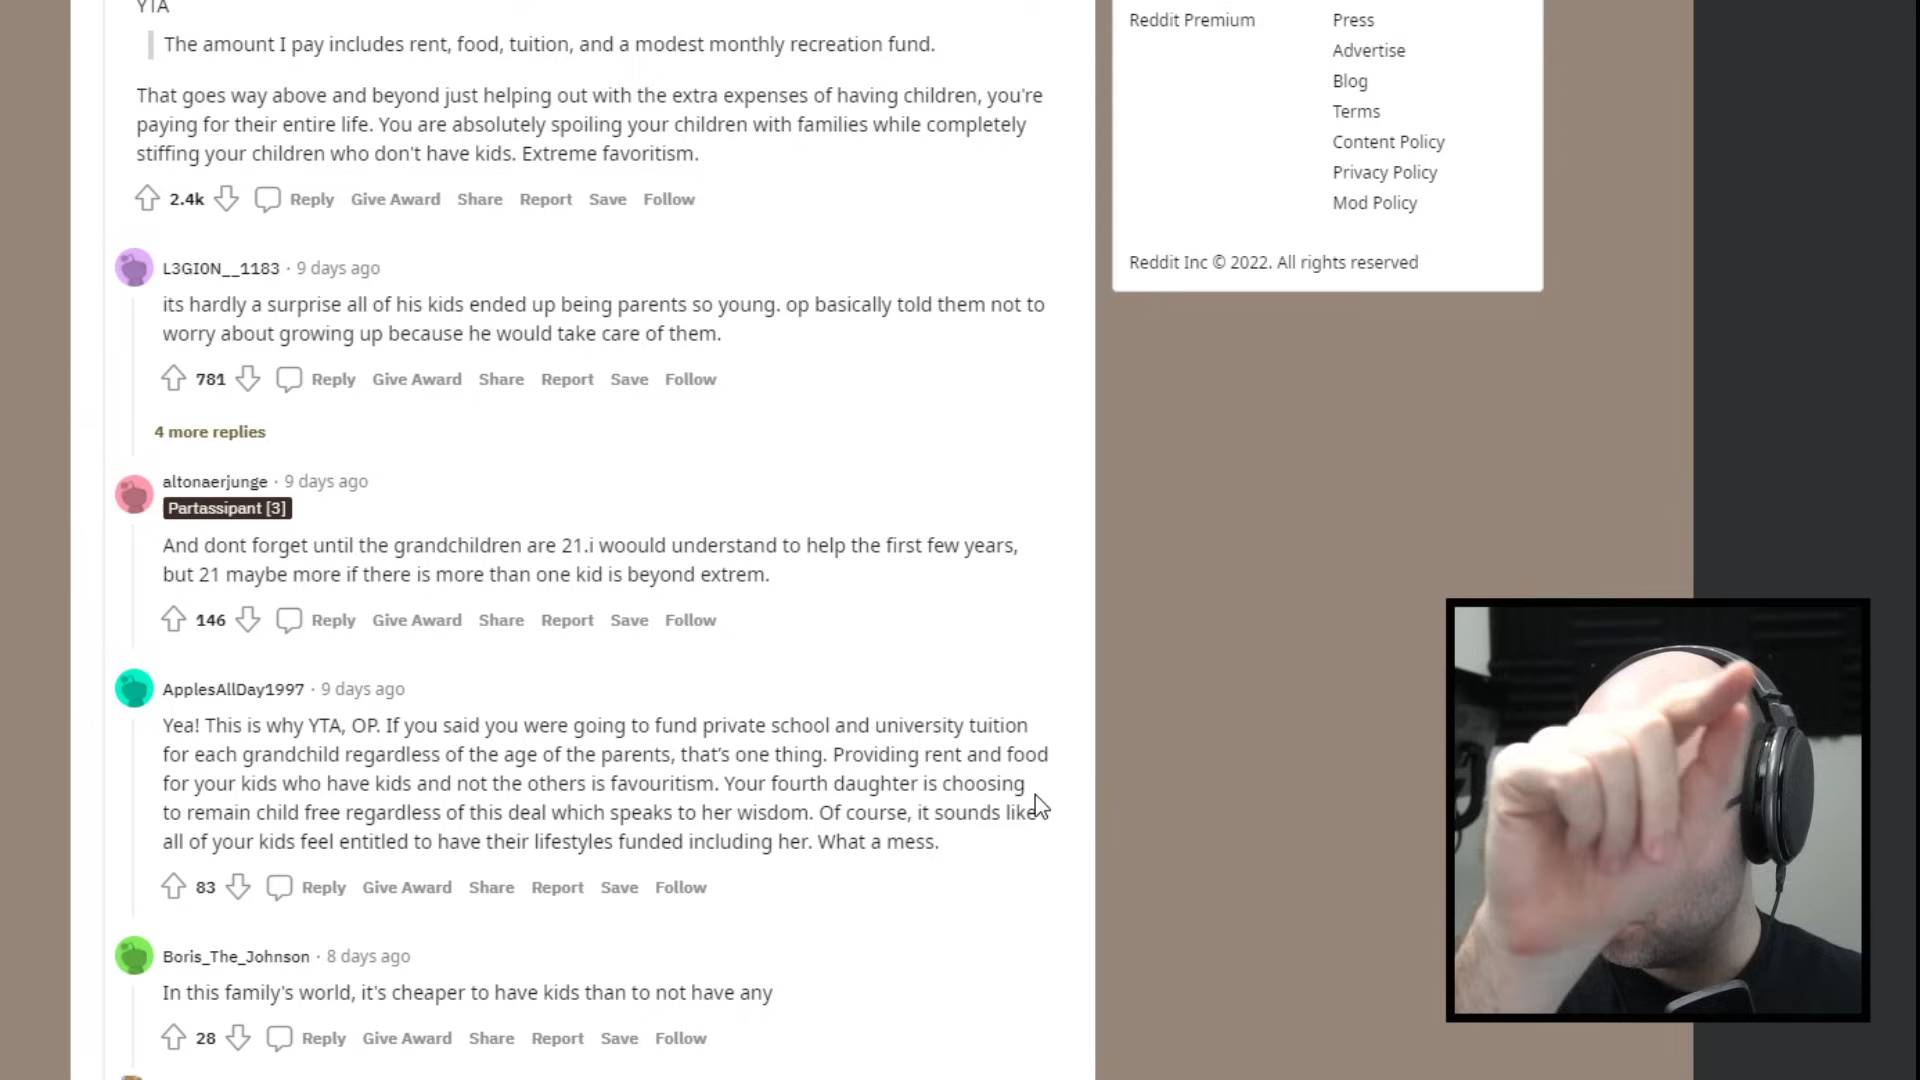 YTA
The amount I pay includes rent, food, tuition, and a modest monthly recreation fund.
That goes way above and beyond just helping out with the extra expenses of having children, you're
paying for their entire life. You are absolutely spoiling your children with families while completely
stiffing your children who don't have kids. Extreme favoritism.
2.4k Reply Give Award Share Report Save Follow
L3GI0N__1183 · 9 days ago
its hardly a surprise all of his kids ended up being parents so young. op basically told them not to
worry about growing up because he would take care of them.
781 Reply Give Award Share Report Save Follow
4 more replies
altonaerjunge · 9 days ago
Partassipant [3]
And dont forget until the grandchildren are 21.i woould understand to help the first few years,
but 21 maybe more if there is more than one kid is beyond extrem.
146 Reply Give Award Share Report Save Follow
ApplesAllDay1997 · 9 days ago
Yea! This is why YTA, OP. If you said you were going to fund private school and university tuition
for each grandchild regardless of the age of the parents, that’s one thing. Providing rent and food
for your kids who have kids and not the others is favouritism. Your fourth daughter is choosing
to remain child free regardless of this deal which speaks to her wisdom. Of course, it sounds like
all of your kids feel entitled to have their lifestyles funded including her. What a mess.
83 Reply Give Award Share Report Save Follow
Boris_The_Johnson · 8 days ago
In this family's world, it's cheaper to have kids than to not have any
28 Reply Give Award Share Report Save Follow
Reddit Premium
Press
Advertise
Blog
Terms
Content Policy
Privacy Policy
Mod Policy
Reddit Inc © 2022. All rights reserved